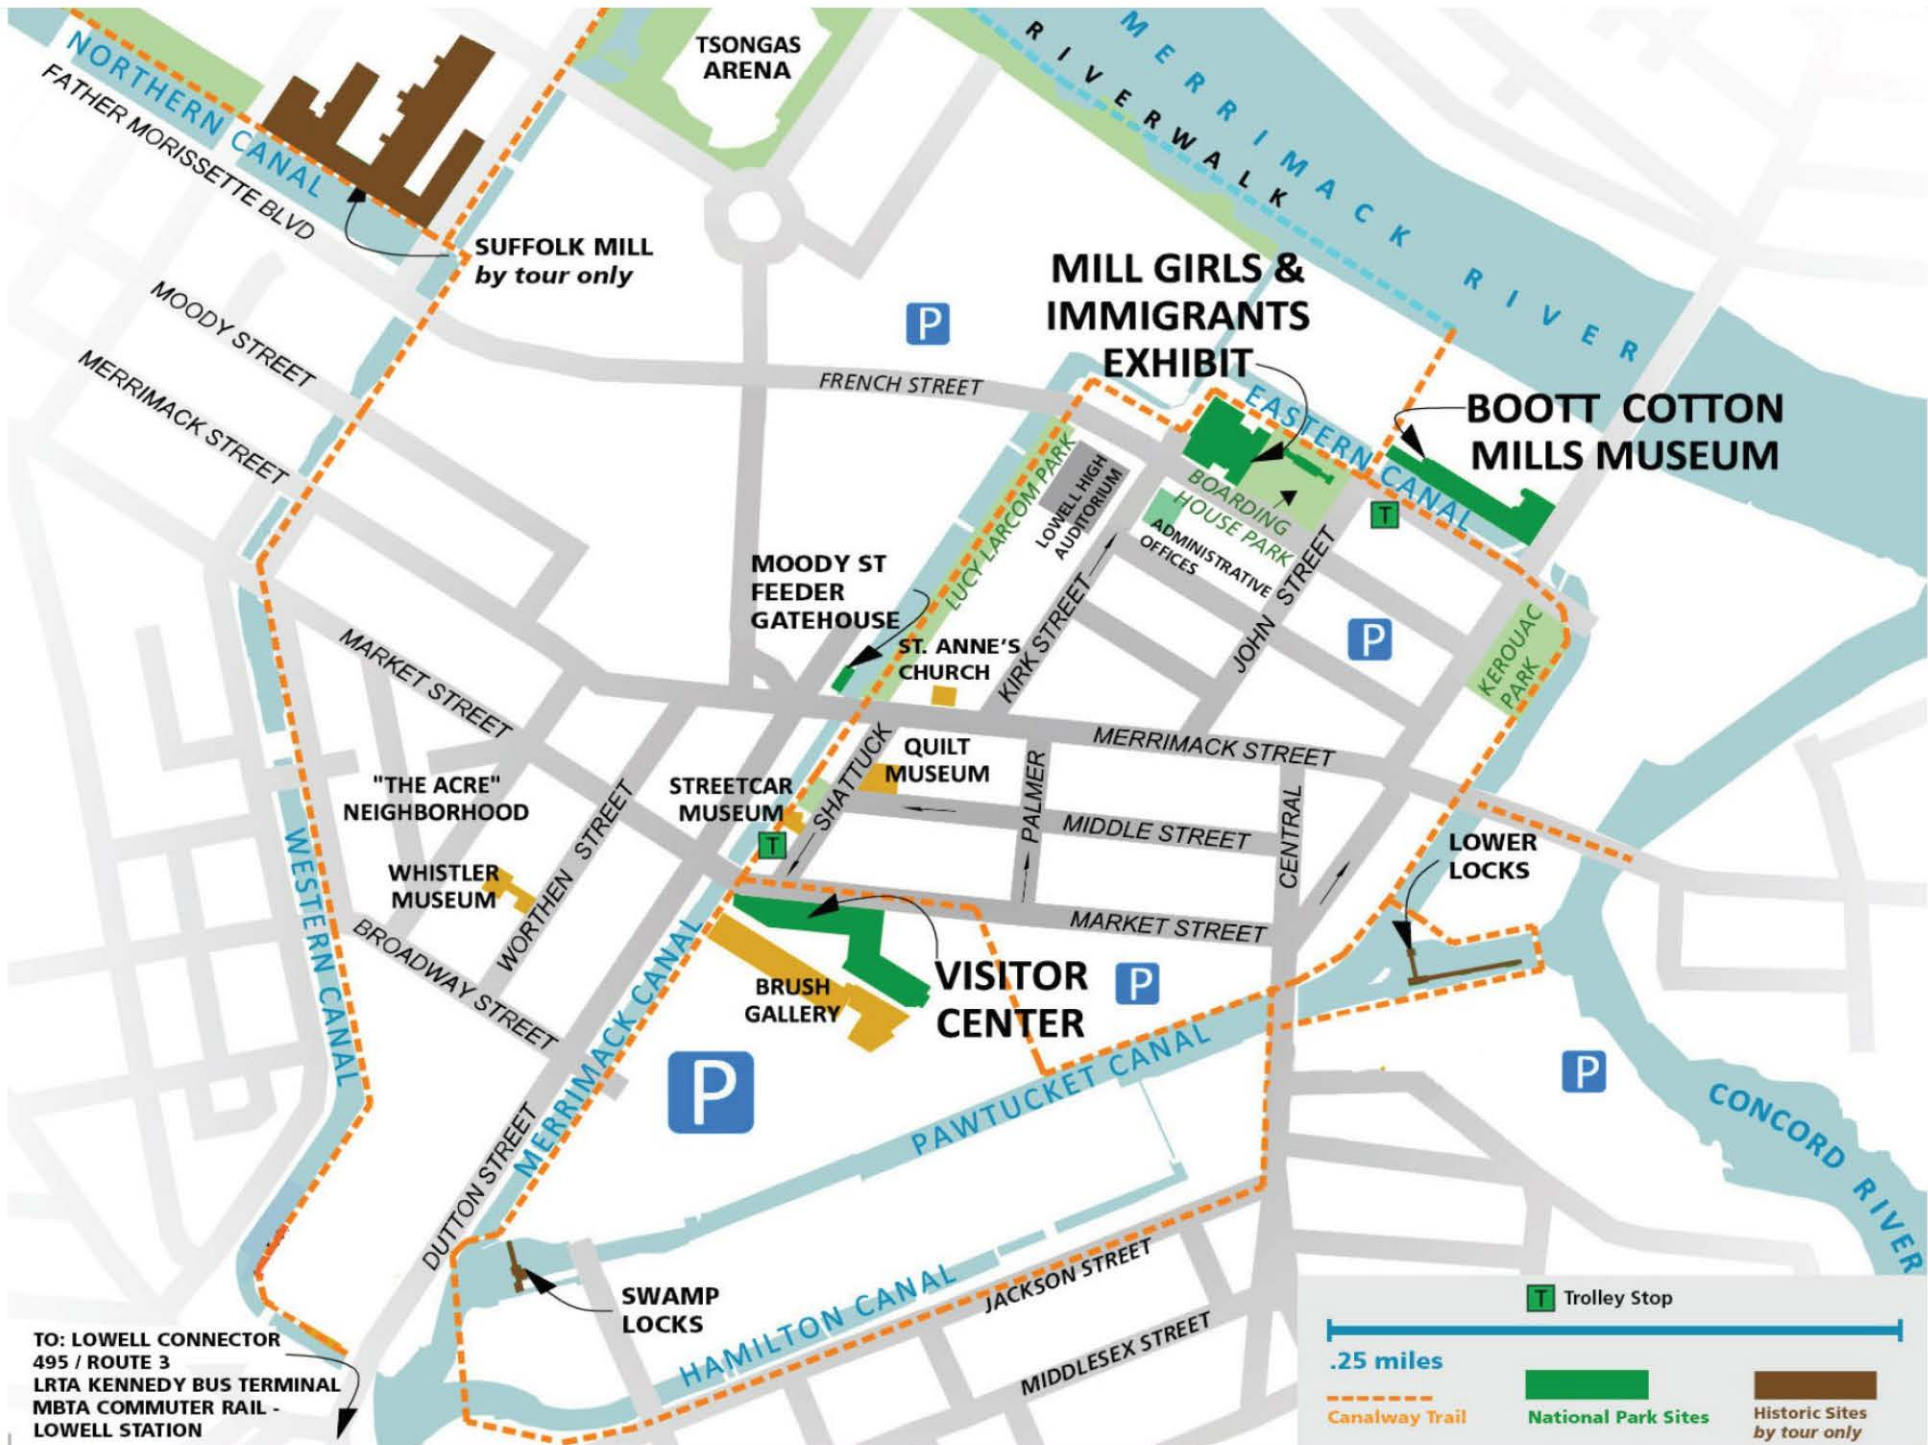 TSONGAS
ARENA
NORTHERN CANAL
FATHER MORISSETTE BLVD
SUFFOLK MILL
by tour only
MERRIMACK RIVER
RIVERWALK
P
MILL GIRLS &
IMMIGRANTS
EXHIBIT
MOODY STREET
MERRIMACK STREET
FRENCH STREET
EASTERN CANAL
BOOTT COTTON
MILLS MUSEUM
LUCY LARCOM PARK
LOWELL HIGH
AUDITORIUM
BOARDING
HOUSE PARK
ADMINISTRATIVE
OFFICES
T
JOHN STREET
KIRK STREET
P
KEROUAC
PARK
MOODY ST
FEEDER
GATEHOUSE
ST. ANNE'S
CHURCH
MARKET STREET
QUILT
MUSEUM
MERRIMACK STREET
STREETCAR
MUSEUM
T
SHATTUCK
PALMER
MIDDLE STREET
CENTRAL
"THE ACRE"
NEIGHBORHOOD
WORTHEN STREET
WHISTLER
MUSEUM
LOWER
LOCKS
WESTERN CANAL
BROADWAY STREET
MARKET STREET
MERRIMACK CANAL
BRUSH
GALLERY
VISITOR
CENTER
P
P
P
PAWTUCKET CANAL
CONCORD RIVER
DUTTON STREET
SWAMP
LOCKS
HAMILTON CANAL
JACKSON STREET
MIDDLESEX STREET
TO: LOWELL CONNECTOR
495 / ROUTE 3
LRTA KENNEDY BUS TERMINAL
MBTA COMMUTER RAIL -
LOWELL STATION
T Trolley Stop
.25 miles
Canalway Trail
National Park Sites
Historic Sites
by tour only